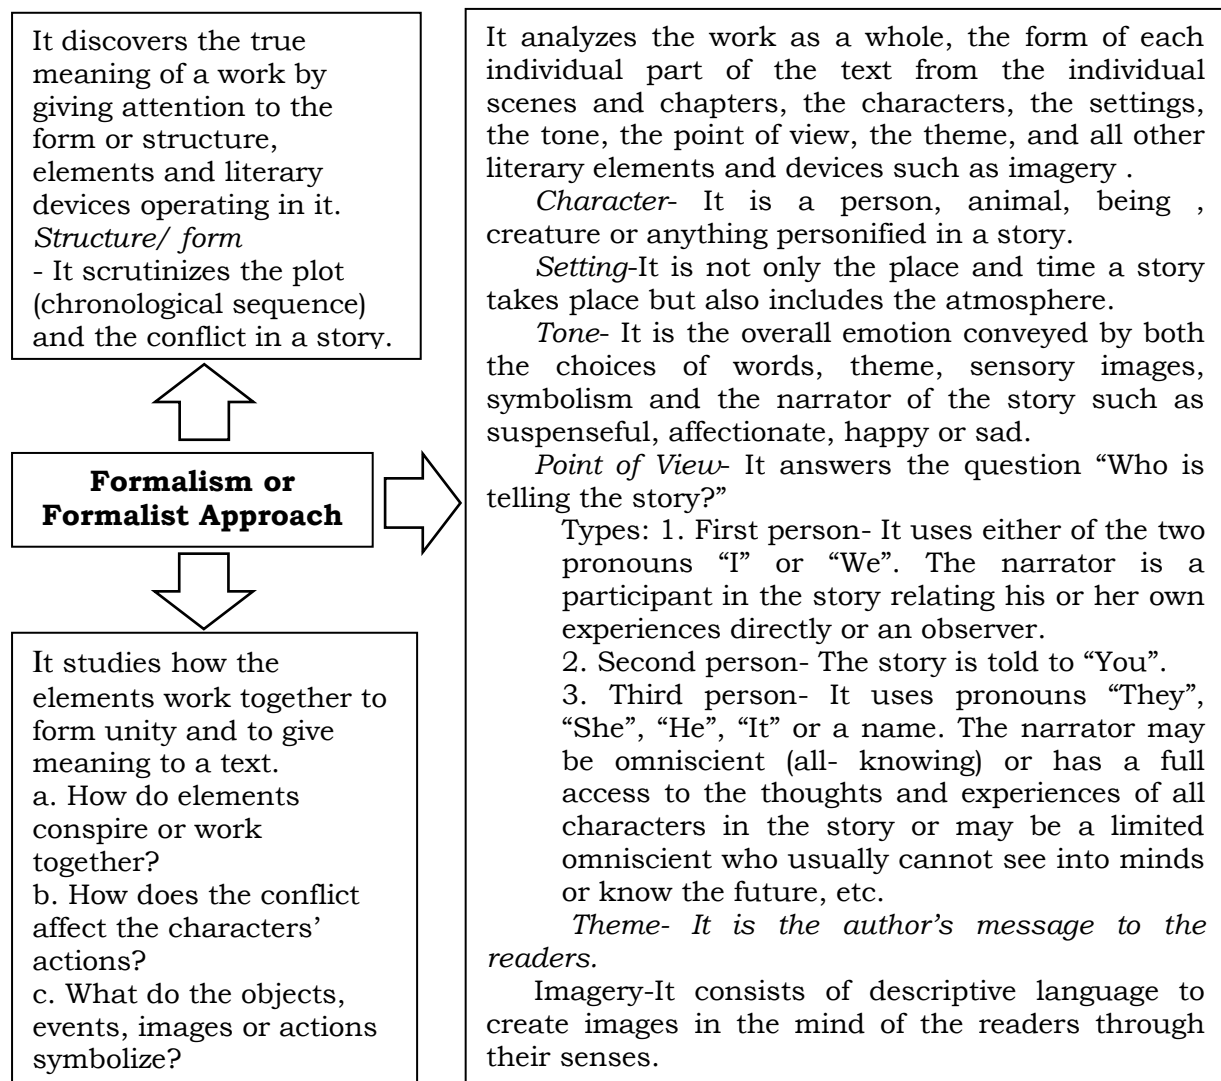 It discovers the true
meaning of a work by
giving attention to the
form or structure,
elements and literary
devices operating in it.
Structure/ form
- It scrutinizes the plot
(chronological sequence)
and the conflict in a story.
Formalism or
Formalist Approach
It studies how the
elements work together to
form unity and to give
meaning to a text.
a. How do elements
conspire or work
together?
b. How does the conflict
affect the characters’
actions?
c. What do the objects,
events, images or actions
symbolize?
It analyzes the work as a whole, the form of each
individual part of the text from the individual
scenes and chapters, the characters, the settings,
the tone, the point of view, the theme, and all other
literary elements and devices such as imagery .
Character- It is a person, animal, being ,
creature or anything personified in a story.
Setting-It is not only the place and time a story
takes place but also includes the atmosphere.
Tone- It is the overall emotion conveyed by both
the choices of words, theme, sensory images,
symbolism and the narrator of the story such as
suspenseful, affectionate, happy or sad.
Point of View- It answers the question “Who is
telling the story?”
Types: 1. First person- It uses either of the two
pronouns “I” or “We”. The narrator is a
participant in the story relating his or her own
experiences directly or an observer.
2. Second person- The story is told to “You”.
3. Third person- It uses pronouns “They”,
“She”, “He”, “It” or a name. The narrator may
be omniscient (all- knowing) or has a full
access to the thoughts and experiences of all
characters in the story or may be a limited
omniscient who usually cannot see into minds
or know the future, etc.
Theme- It is the author’s message to the
readers.
Imagery-It consists of descriptive language to
create images in the mind of the readers through
their senses.